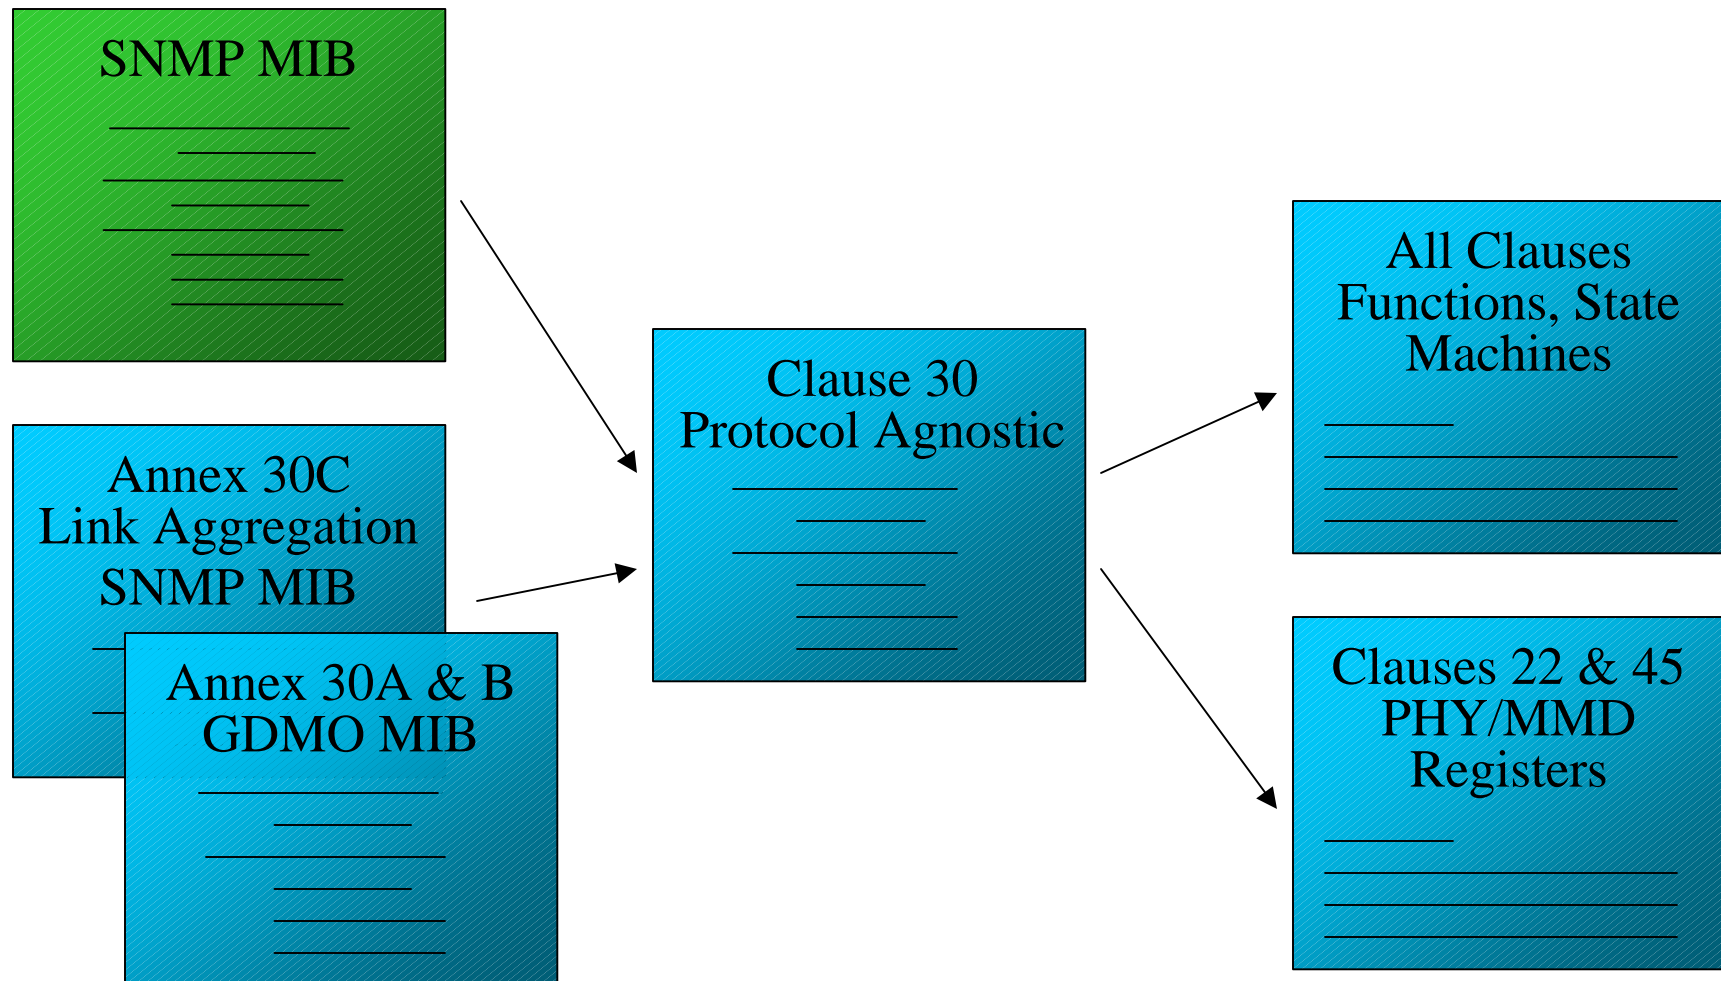 SNMP MIB
Annex 30C
Link Aggregation
SNMP MIB
Annex 30A & B
GDMO MIB
Clause 30
Protocol Agnostic
All Clauses
Functions, State
Machines
Clauses 22 & 45
PHY/MMD
Registers